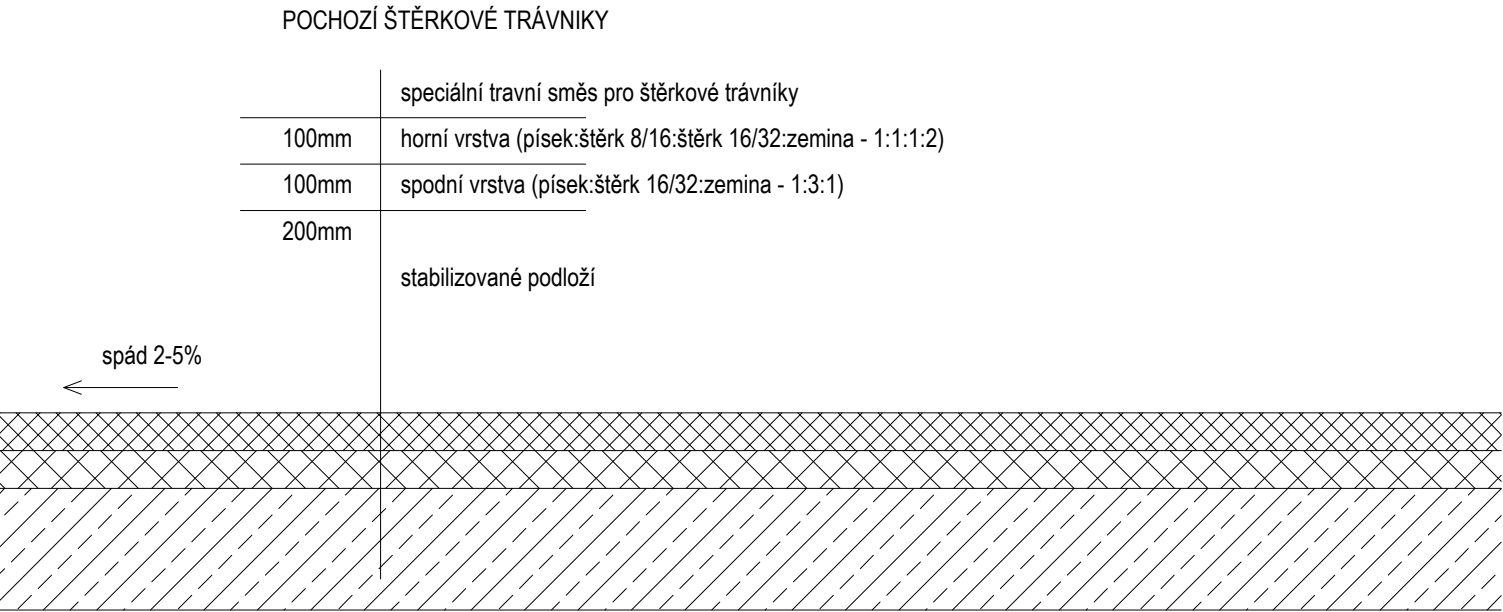 POCHOZÍ ŠTĚRKOVÉ TRÁVNIKY
speciální travní směs pro štěrkové trávníky
100mm horní vrstva (písek:štěrk 8/16:štěrk 16/32:zemina - 1:1:1:2)
100mm spodní vrstva (písek:štěrk 16/32:zemina - 1:3:1)
200mm
stabilizované podloží
spád 2-5%